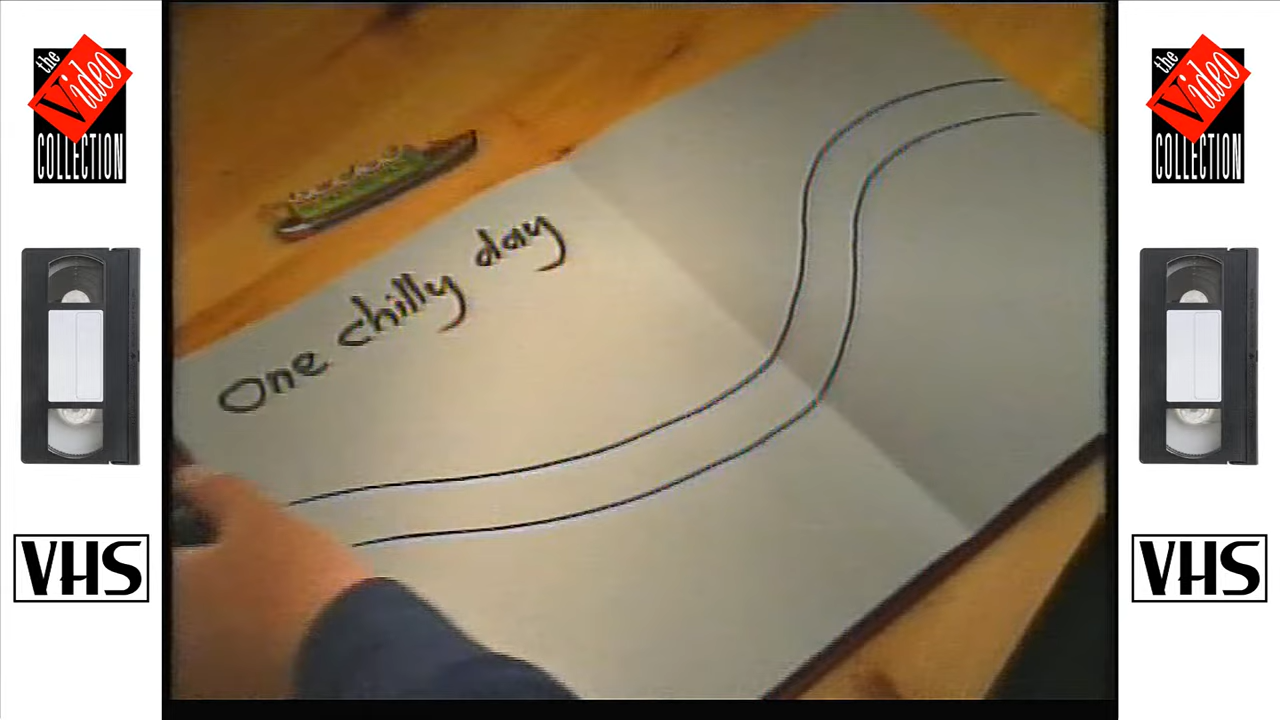 the
Video
COLLECTION
VHS
One chilly day
the
Video
COLLECTION
VHS